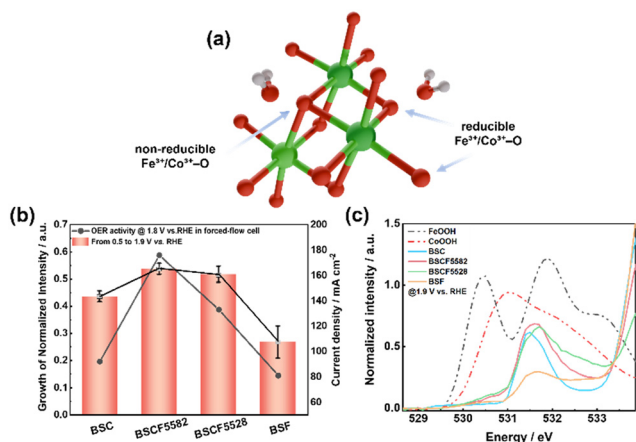 (a)
non-reducible
Fe³⁺/Co³⁺–O
reducible
Fe³⁺/Co³⁺–O
(b)
Growth of Normalized Intensity / a.u.
0.7
0.6
0.5
0.4
0.3
0.2
0.1
0.0
OER activity @ 1.8 V vs.RHE in forced-flow cell
From 0.5 to 1.9 V vs. RHE
200
180
160
140
120
100
80
60
Current density / mA cm⁻²
BSC
BSCF5582
BSCF5528
BSF
(c)
Normalized intensity / a.u.
1.5
1.0
0.5
0.0
FeOOH
CoOOH
BSC
BSCF5582
BSCF5528
BSF
@1.9 V vs. RHE
529 530 531 532 533
Energy / eV